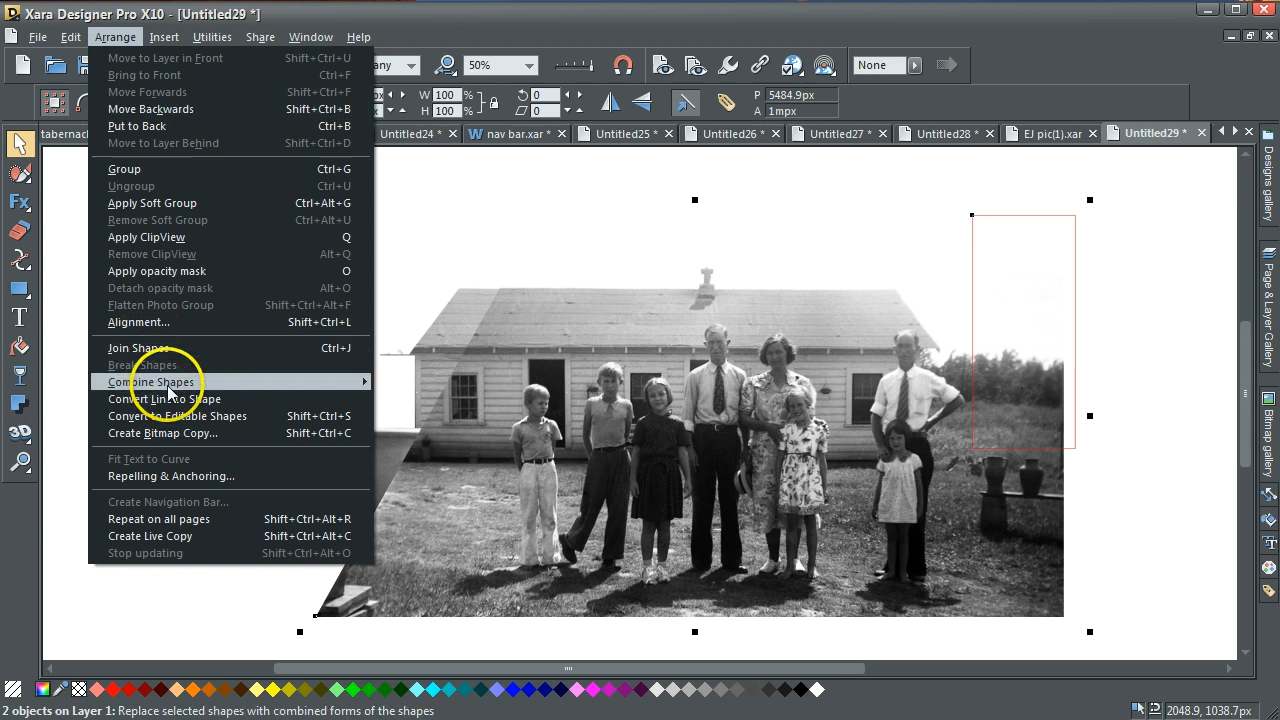 Xara Designer Pro X10 - [Untitled29 *]
File Edit Arrange Insert Utilities Share Window Help
50% None
W 100 % 0 P 5484.9px
H 100 % 0 A 1mpx
tabernac Untitled24 * nav bar.xar * Untitled25 * Untitled26 * Untitled27 * Untitled28 * EJ pic(1).xar Untitled29 *
Move to Layer in Front Shift+Ctrl+U
Bring to Front Ctrl+F
Move Forwards Shift+Ctrl+F
Move Backwards Shift+Ctrl+B
Put to Back Ctrl+B
Move to Layer Behind Shift+Ctrl+D
Group Ctrl+G
Ungroup Ctrl+U
Apply Soft Group Ctrl+Alt+G
Remove Soft Group Ctrl+Alt+U
Apply ClipView Q
Remove ClipView Alt+Q
Apply opacity mask O
Detach opacity mask Alt+O
Flatten Photo Group Shift+Ctrl+Alt+F
Alignment... Shift+Ctrl+L
Join Shapes Ctrl+J
Break Shapes
Combine Shapes
Convert Line to Shape
Convert to Editable Shapes Shift+Ctrl+S
Create Bitmap Copy... Shift+Ctrl+C
Fit Text to Curve
Repelling & Anchoring...
Create Navigation Bar...
Repeat on all pages Shift+Ctrl+Alt+R
Create Live Copy Shift+Ctrl+Alt+C
Stop updating Shift+Ctrl+Alt+O
Designs gallery
Page & Layer Gallery
Bitmap gallery
2 objects on Layer 1: Replace selected shapes with combined forms of the shapes
2048.9, 1038.7px